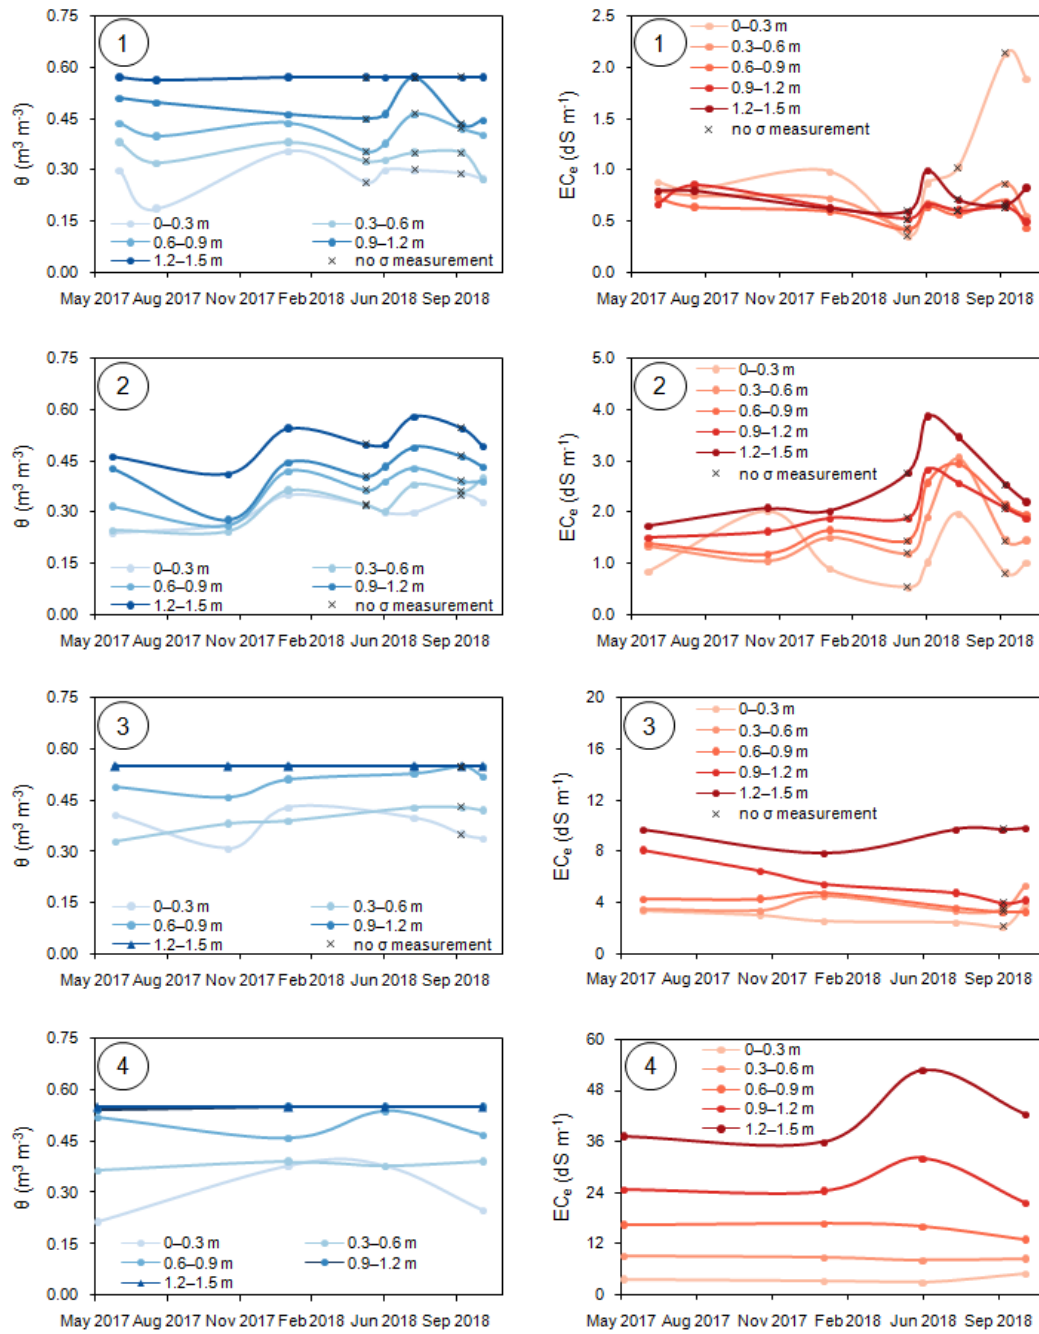 0.75
0.60
0.45
0.30
0.15
0.00
θ (m³ m⁻³)
1
0–0.3 m
0.3–0.6 m
0.6–0.9 m
0.9–1.2 m
1.2–1.5 m
no σ measurement
May 2017 Aug 2017 Nov 2017 Feb 2018 Jun 2018 Sep 2018
2.5
2.0
1.5
1.0
0.5
0.0
ECe (dS m⁻¹)
1
0–0.3 m
0.3–0.6 m
0.6–0.9 m
0.9–1.2 m
1.2–1.5 m
no σ measurement
May 2017 Aug 2017 Nov 2017 Feb 2018 Jun 2018 Sep 2018
0.75
0.60
0.45
0.30
0.15
0.00
θ (m³ m⁻³)
2
0–0.3 m
0.3–0.6 m
0.6–0.9 m
0.9–1.2 m
1.2–1.5 m
no σ measurement
May 2017 Aug 2017 Nov 2017 Feb 2018 Jun 2018 Sep 2018
5.0
4.0
3.0
2.0
1.0
0.0
ECe (dS m⁻¹)
2
0–0.3 m
0.3–0.6 m
0.6–0.9 m
0.9–1.2 m
1.2–1.5 m
no σ measurement
May 2017 Aug 2017 Nov 2017 Feb 2018 Jun 2018 Sep 2018
0.75
0.60
0.45
0.30
0.15
0.00
θ (m³ m⁻³)
3
0–0.3 m
0.3–0.6 m
0.6–0.9 m
0.9–1.2 m
1.2–1.5 m
no σ measurement
May 2017 Aug 2017 Nov 2017 Feb 2018 Jun 2018 Sep 2018
20
16
12
8
4
0
ECe (dS m⁻¹)
3
0–0.3 m
0.3–0.6 m
0.6–0.9 m
0.9–1.2 m
1.2–1.5 m
no σ measurement
May 2017 Aug 2017 Nov 2017 Feb 2018 Jun 2018 Sep 2018
0.75
0.60
0.45
0.30
0.15
0.00
θ (m³ m⁻³)
4
0–0.3 m
0.3–0.6 m
0.6–0.9 m
0.9–1.2 m
1.2–1.5 m
May 2017 Aug 2017 Nov 2017 Feb 2018 Jun 2018 Sep 2018
60
48
36
24
12
0
ECe (dS m⁻¹)
4
0–0.3 m
0.3–0.6 m
0.6–0.9 m
0.9–1.2 m
1.2–1.5 m
May 2017 Aug 2017 Nov 2017 Feb 2018 Jun 2018 Sep 2018